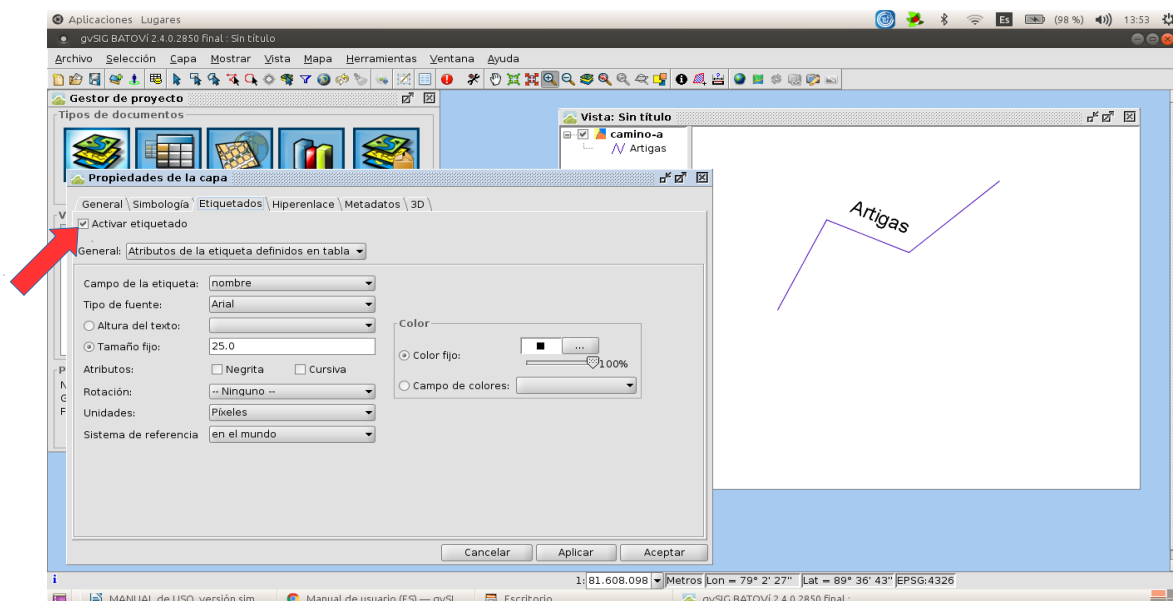 Aplicaciones Lugares
Es (98 %) 13:53
gvSIG BATOVÍ 2.4.0.2850 final : Sin título
Archivo Selección Capa Mostrar Vista Mapa Herramientas Ventana Ayuda
Gestor de proyecto
Tipos de documentos
Vista: Sin título
camino-a
Artigas
Propiedades de la capa
General Simbología Etiquetados Hiperenlace Metadatos 3D
Activar etiquetado
General: Atributos de la etiqueta definidos en tabla
Campo de la etiqueta: nombre
Tipo de fuente: Arial
Altura del texto:
Tamaño fijo: 25.0
Atributos: Negrita Cursiva
Rotación: -- Ninguno --
Unidades: Píxeles
Sistema de referencia en el mundo
Color
Color fijo: ... 100%
Campo de colores:
Cancelar Aplicar Aceptar
Artigas
1: 81.608.098 Metros Lon = 79° 2' 27" Lat = 89° 36' 43" EPSG:4326
MANUAL de USO versión sim... Manual de usuario (ES) — gvSI... Escritorio gvSIG BATOVÍ 2.4.0.2850 final :